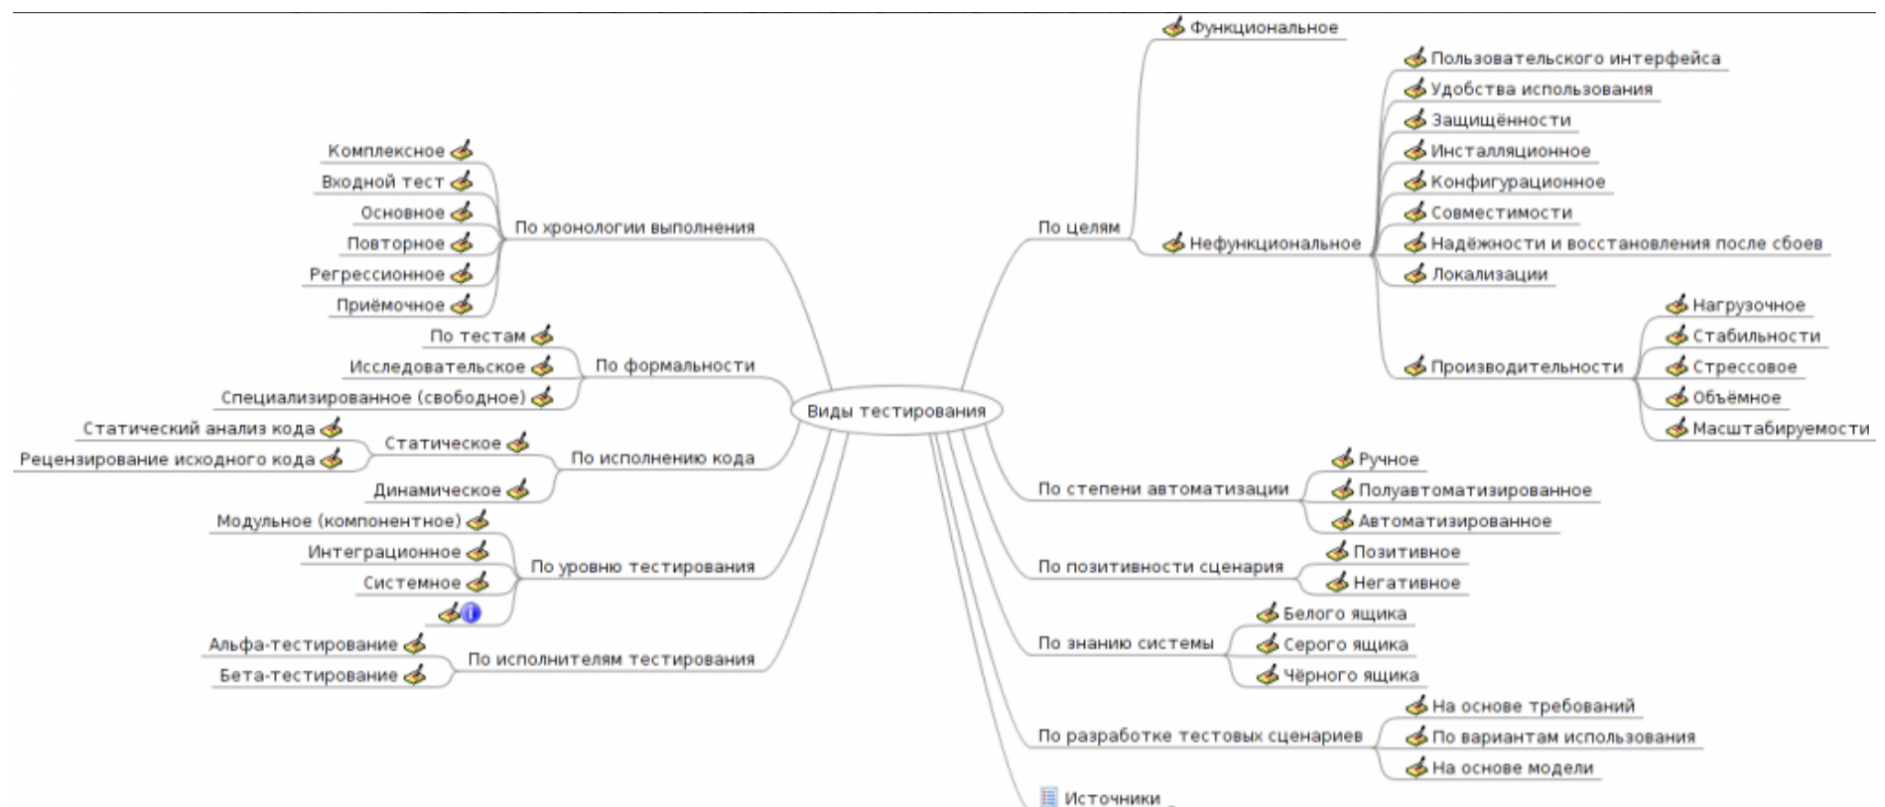 Виды тестирования
По хронологии выполнения
Комплексное
Входной тест
Основное
Повторное
Регрессионное
Приёмочное
По формальности
По тестам
Исследовательское
Специализированное (свободное)
По исполнению кода
Статическое
Статический анализ кода
Рецензирование исходного кода
Динамическое
По уровню тестирования
Модульное (компонентное)
Интеграционное
Системное
По исполнителям тестирования
Альфа-тестирование
Бета-тестирование
По целям
Функциональное
Нефункциональное
Пользовательского интерфейса
Удобства использования
Защищённости
Инсталляционное
Конфигурационное
Совместимости
Надёжности и восстановления после сбоев
Локализации
Производительности
Нагрузочное
Стабильности
Стрессовое
Объёмное
Масштабируемости
По степени автоматизации
Ручное
Полуавтоматизированное
Автоматизированное
По позитивности сценария
Позитивное
Негативное
По знанию системы
Белого ящика
Серого ящика
Чёрного ящика
По разработке тестовых сценариев
На основе требований
По вариантам использования
На основе модели
Источники